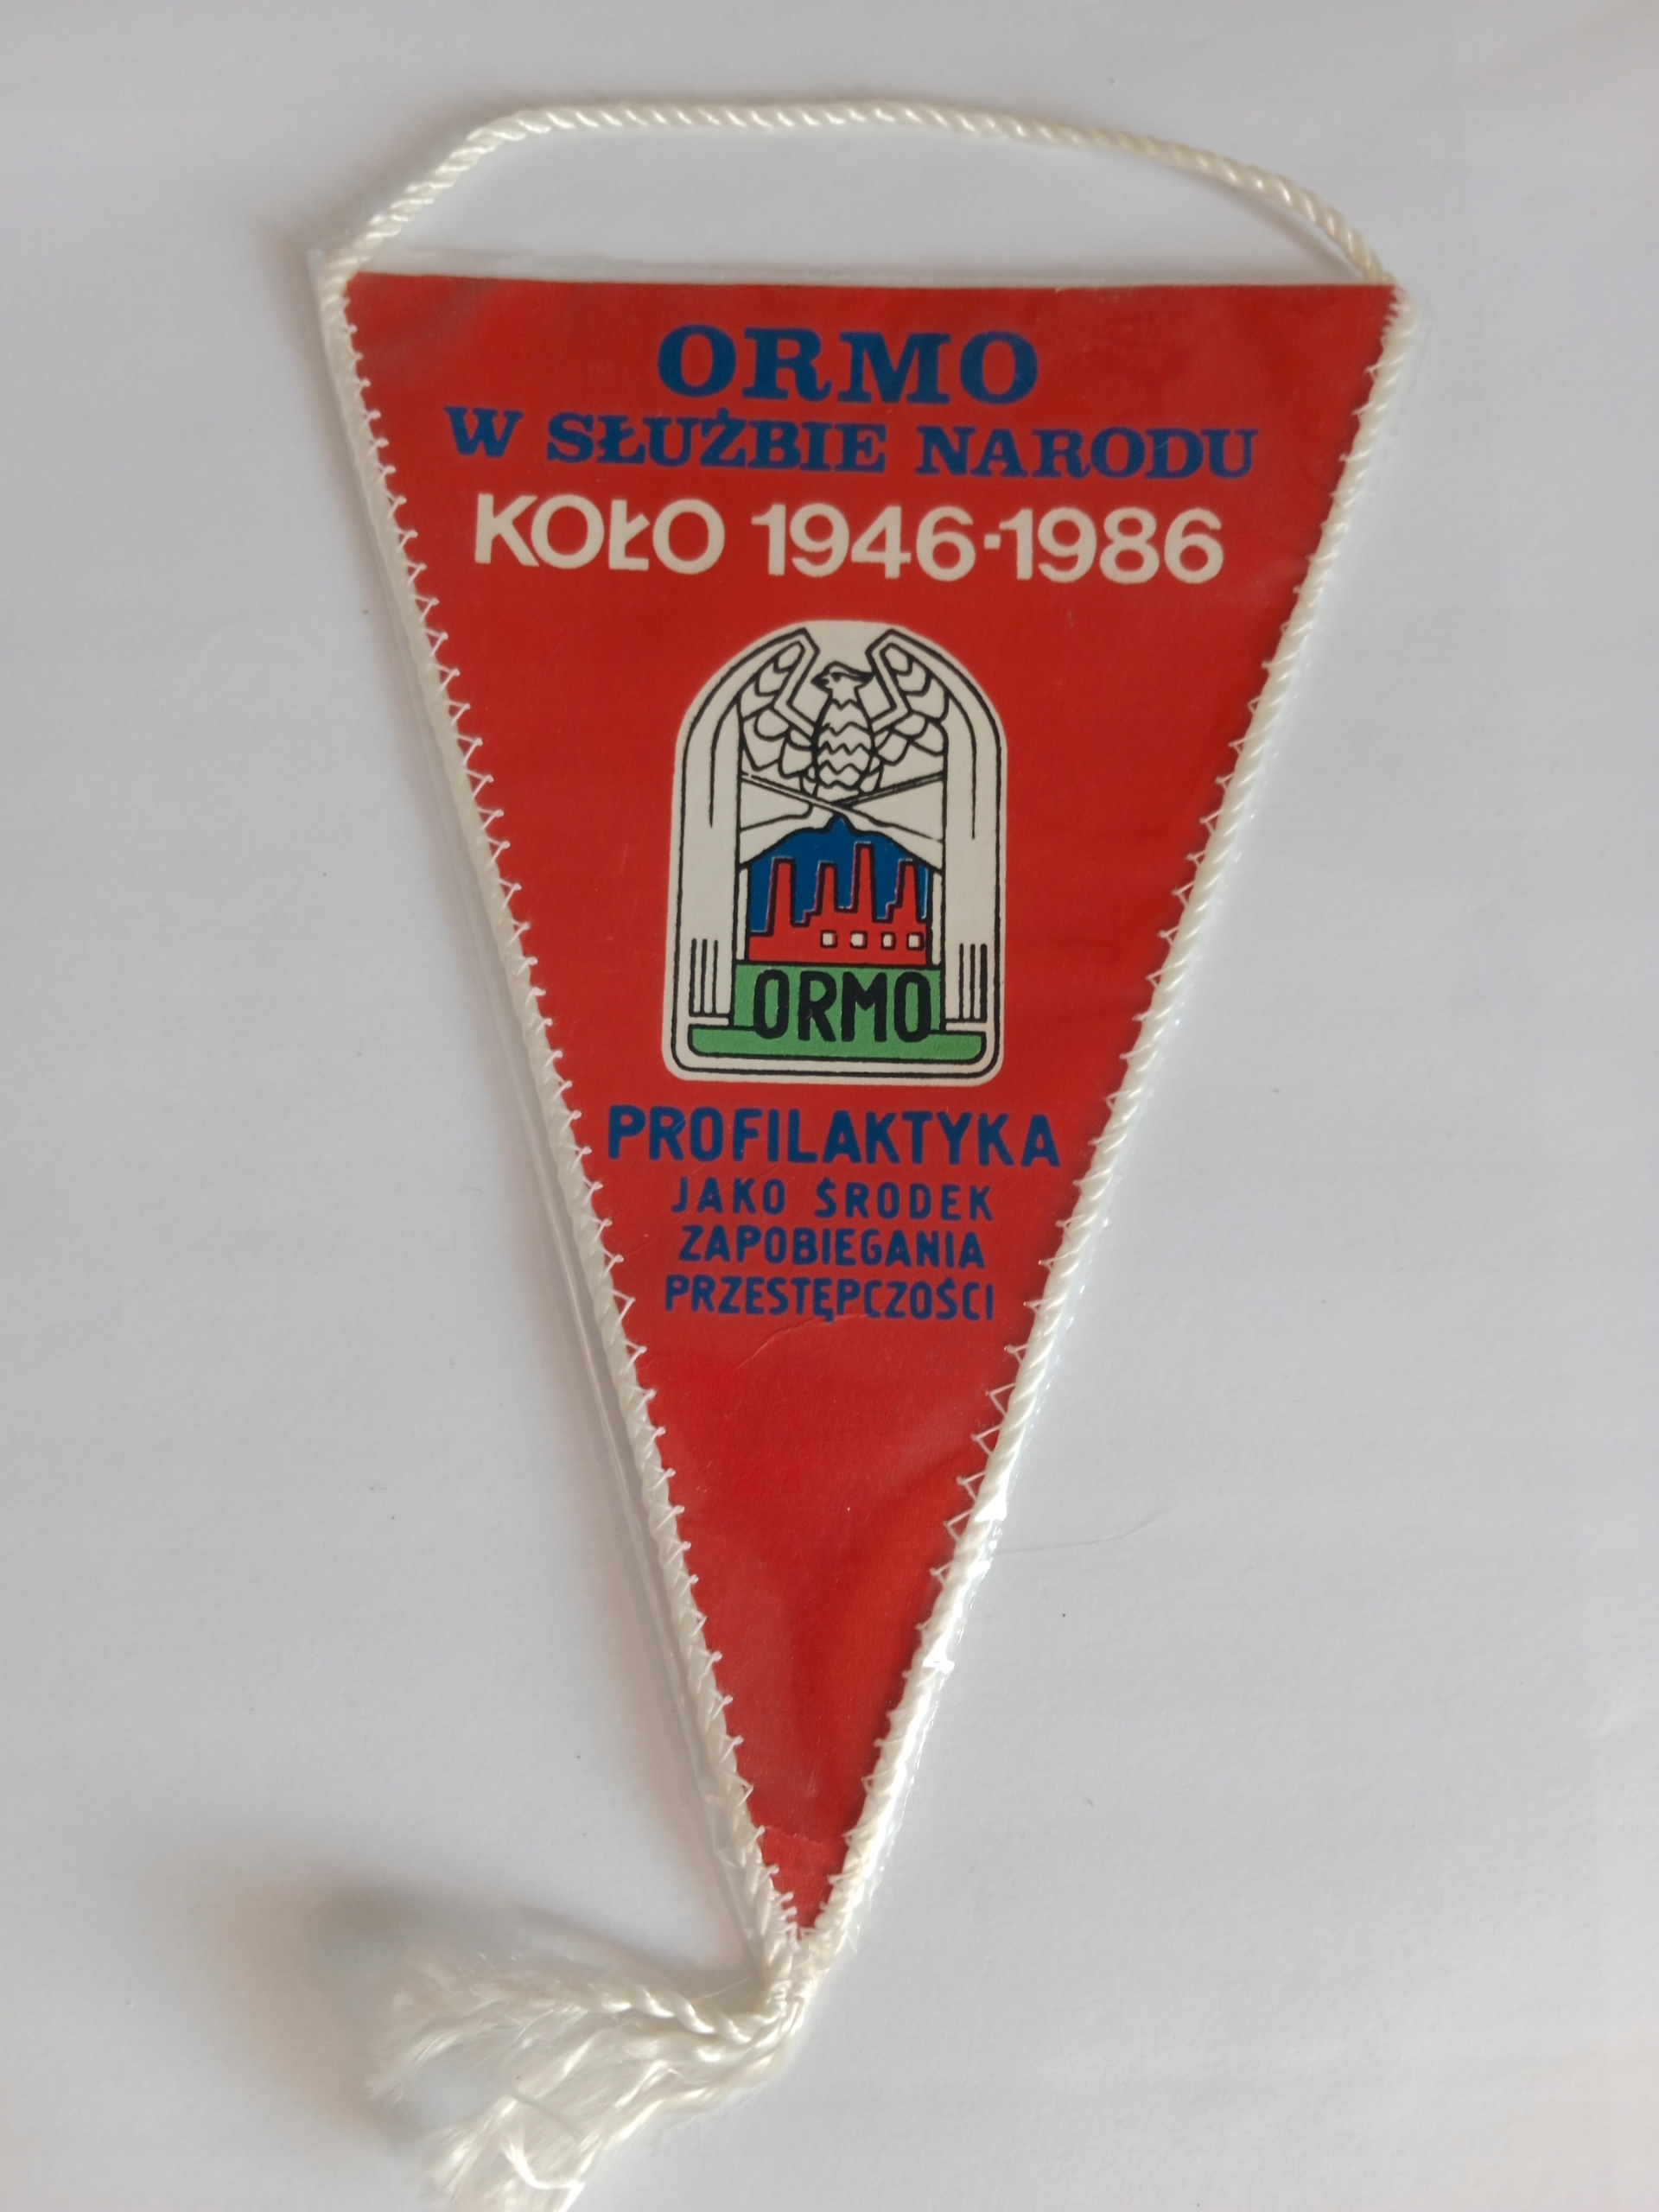 ORMO
W SŁUŻBIE NARODU
KOŁO 1946-1986
ORMO
PROFILAKTYKA
JAKO ŚRODEK
ZAPOBIEGANIA
PRZESTĘPCZOŚCI